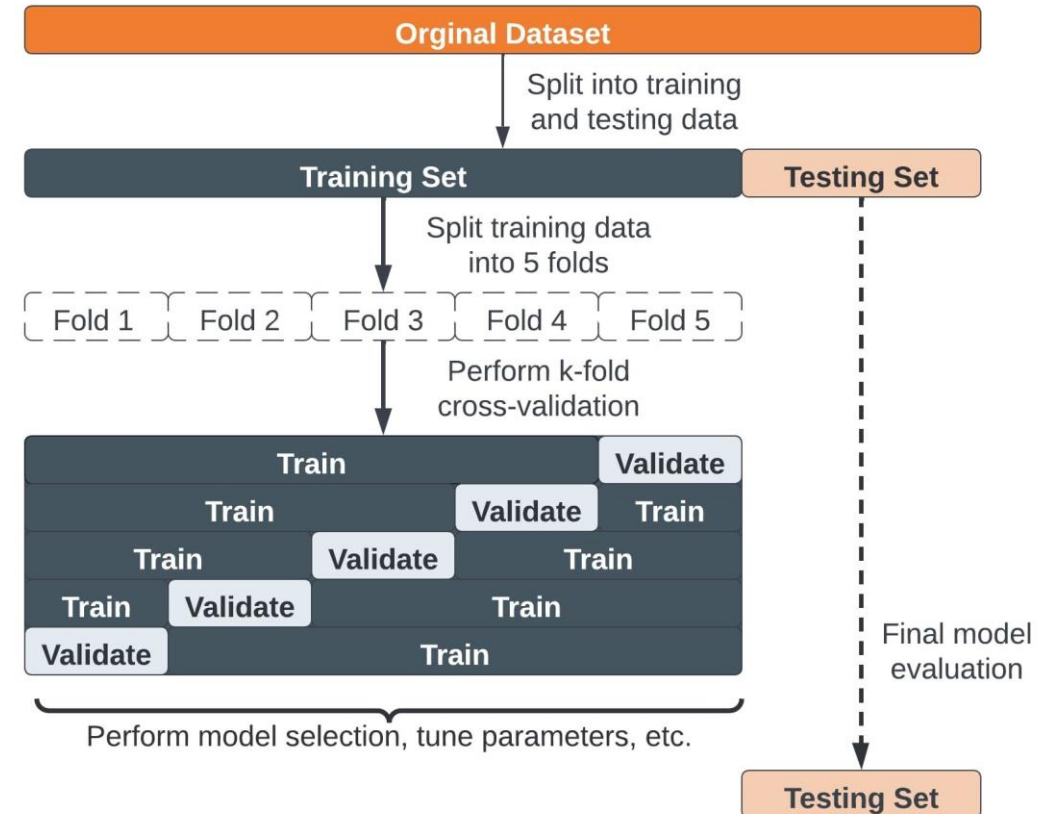 Orginal Dataset
Split into training
and testing data
Training Set
Testing Set
Split training data
into 5 folds
Fold 1
Fold 2
Fold 3
Fold 4
Fold 5
Perform k-fold
cross-validation
Train
Validate
Train
Validate
Train
Train
Validate
Train
Train
Validate
Train
Validate
Train
Final model
evaluation
Perform model selection, tune parameters, etc.
Testing Set